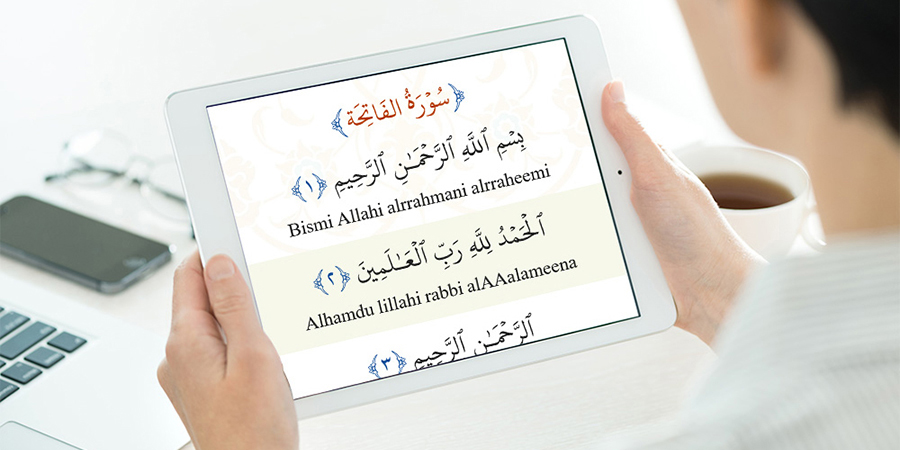 ﴿سُوْرَةُ الفَاتِحَة﴾
بِسْمِ ٱللَّهِ ٱلرَّحْمَـٰنِ ٱلرَّحِيمِ ﴿١﴾
Bismi Allahi alrrahmani alrraheemi
ٱلْحَمْدُ لِلَّهِ رَبِّ ٱلْعَـٰلَمِينَ ﴿٢﴾
Alhamdu lillahi rabbi alAAalameena
ٱلرَّحْمَـٰنِ ٱلرَّحِيمِ ﴿٣﴾